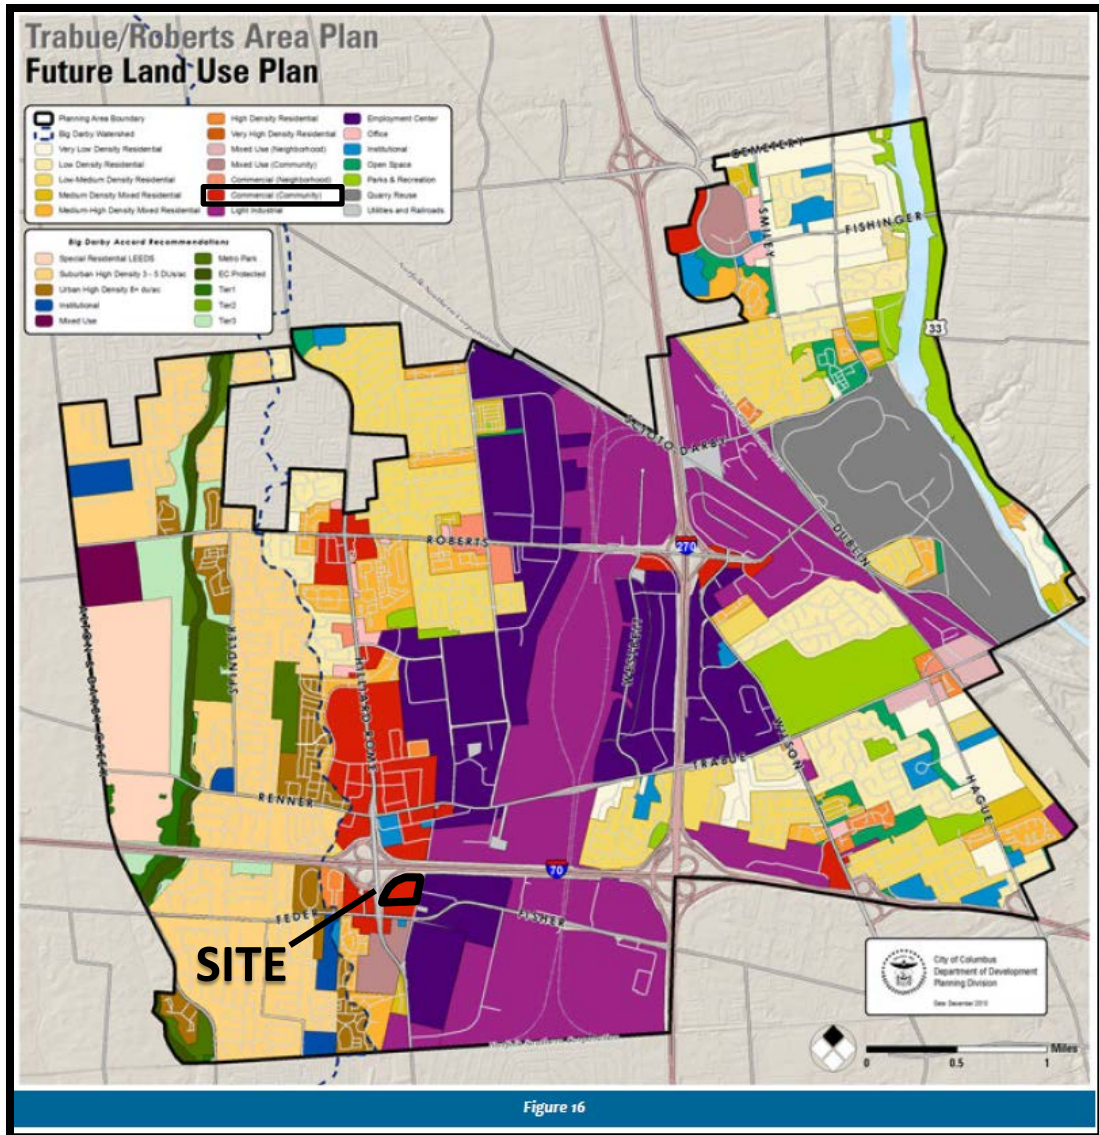 Trabue/Roberts Area Plan
Future Land Use Plan
Planning Area Boundary
Big Darby Watershed
Very Low Density Residential
Low Density Residential
Low-Medium Density Residential
Medium Density Mixed Residential
Medium-High Density Mixed Residential
High Density Residential
Very High Density Residential
Mixed Use (Neighborhood)
Mixed Use (Community)
Commercial (Neighborhood)
Commercial (Community)
Light Industrial
Employment Center
Office
Institutional
Open Space
Parks & Recreation
Quarry Reuse
Utilities and Railroads
Big Darby Accord Recommendations
Special Residential LEEDS
Suburban High Density 3 - 5 DUs/ac
Urban High Density 8+ du/ac
Institutional
Mixed Use
Metro Park
EC Protected
Tier1
Tier2
Tier3
CEMETERY
SMILEY
FISHINGER
33
SCIOTO-DARBY
ROBERTS
270
DUBLIN
SPINDLER
HILLIARD-ROME
WESTBELT
ALTON & DARBY CREEK
WILSON
TRABUE
RENNER
HAGUE
70
FEDER
FISHER
SITE
City of Columbus
Department of Development
Planning Division
Date: December 2010
0 0.5 1 Miles
Figure 16